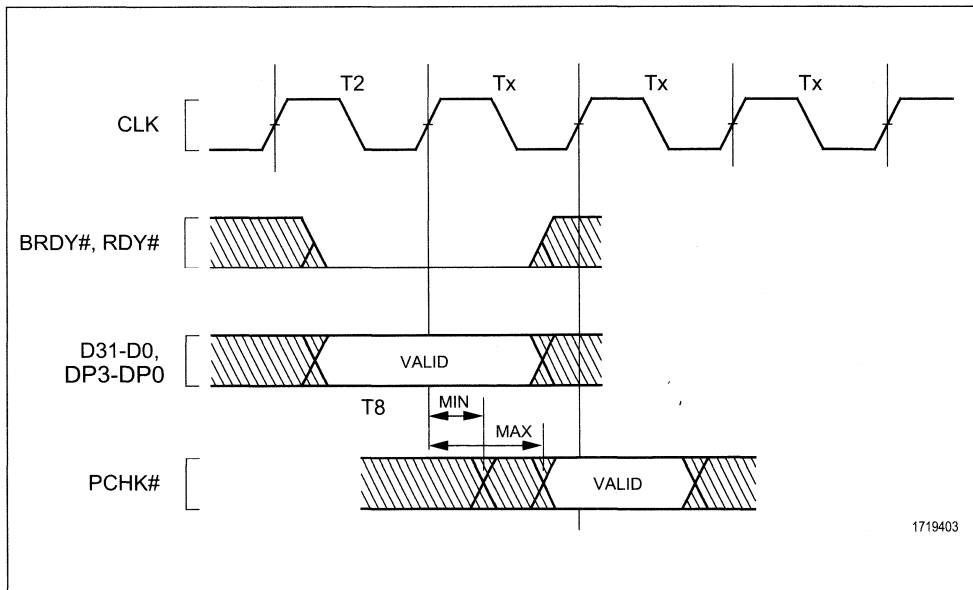 T2 Tx Tx Tx
CLK
BRDY#, RDY#
D31-D0,
DP3-DP0
VALID
T8 MIN
MAX
PCHK#
VALID
1719403